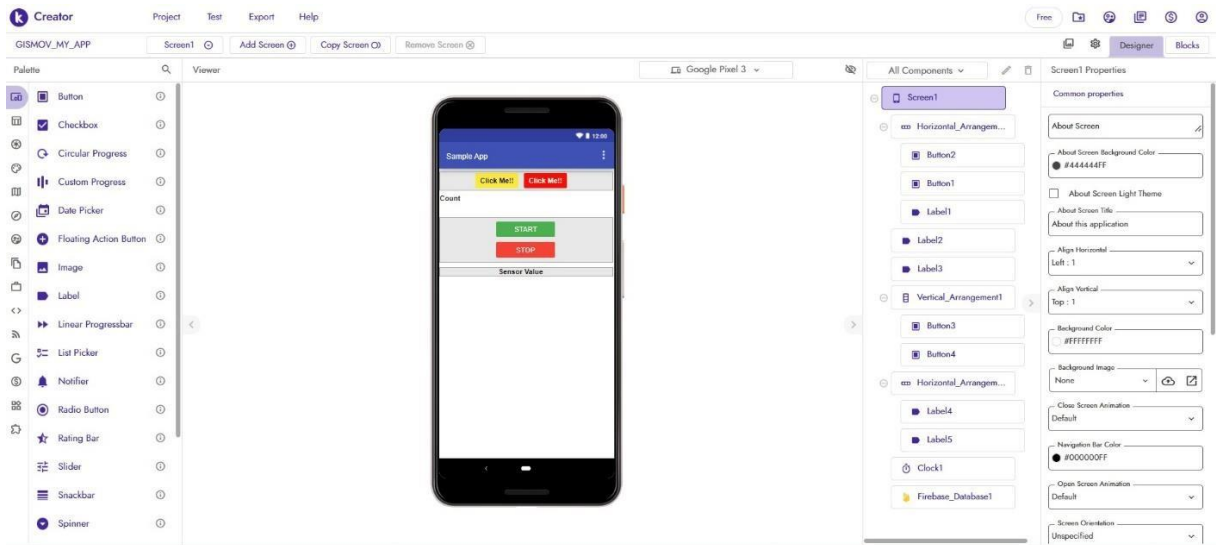 Creator
Project
Test
Export
Help
Free
GISMOV_MY_APP
Screen1
Add Screen
Copy Screen
Remove Screen
Designer
Blocks
Palette
Viewer
Google Pixel 3
All Components
Screen1 Properties
Button
Checkbox
Circular Progress
Custom Progress
Date Picker
Floating Action Button
Image
Label
Linear Progressbar
List Picker
Notifier
Radio Button
Rating Bar
Slider
Snackbar
Spinner
12:00
Sample App
Click Me!!
Click Me!!
Count
START
STOP
Sensor Value
Screen1
Horizontal_Arrangem...
Button2
Button1
Label1
Label2
Label3
Vertical_Arrangement1
Button3
Button4
Horizontal_Arrangem...
Label4
Label5
Clock1
Firebase_Database1
Common properties
About Screen
About Screen Background Color
#444444FF
About Screen Light Theme
About Screen Title
About this application
Align Horizontal
Left : 1
Align Vertical
Top : 1
Background Color
#FFFFFFFF
Background Image
None
Close Screen Animation
Default
Navigation Bar Color
#000000FF
Open Screen Animation
Default
Screen Orientation
Unspecified